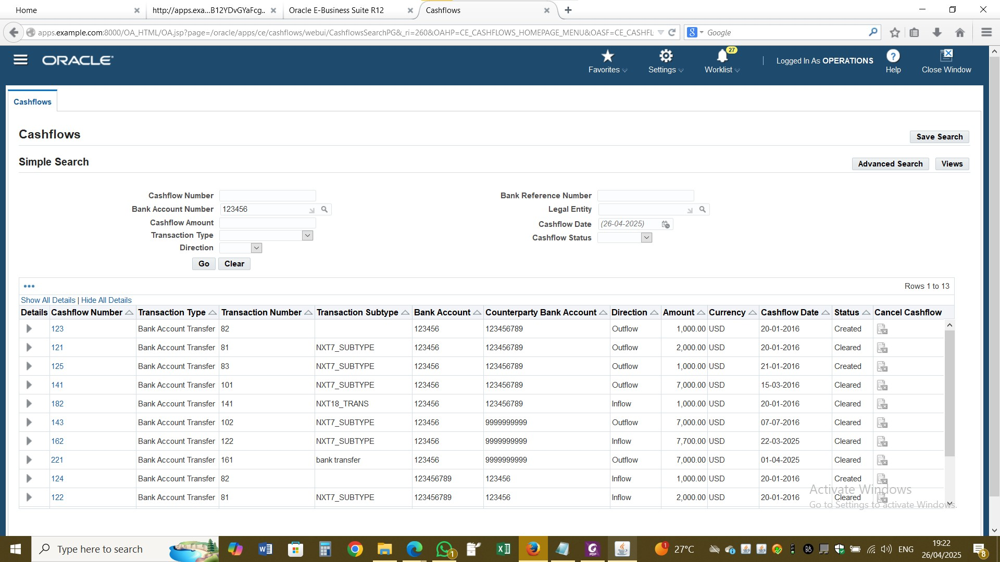 Home
http://apps.exa...B12YDvGYaFcg..
Oracle E-Business Suite R12
Cashflows
apps.example.com:8000/OA_HTML/OA.jsp?page=/oracle/apps/ce/cashflows/webui/CashflowsSearchPG&_ri=260&OAHP=CE_CASHFLOWS_HOMEPAGE_MENU&OASF=CE_CASHFL
8 Google
ORACLE
Favorites
Settings
27
Worklist
Logged In As OPERATIONS
Help
Close Window
Cashflows
Cashflows
Save Search
Simple Search
Advanced Search
Views
Cashflow Number
Bank Reference Number
Bank Account Number 123456
Legal Entity
Cashflow Amount
Cashflow Date (26-04-2025)
Transaction Type
Cashflow Status
Direction
Go Clear
Rows 1 to 13
Show All Details | Hide All Details
Details Cashflow Number Transaction Type Transaction Number Transaction Subtype Bank Account Counterparty Bank Account Direction Amount Currency Cashflow Date Status Cancel Cashflow
123 Bank Account Transfer 82 123456 123456789 Outflow 1,000.00 USD 20-01-2016 Created
121 Bank Account Transfer 81 NXT7_SUBTYPE 123456 123456789 Outflow 2,000.00 USD 20-01-2016 Cleared
125 Bank Account Transfer 83 NXT7_SUBTYPE 123456 123456789 Outflow 1,000.00 USD 21-01-2016 Created
141 Bank Account Transfer 101 NXT7_SUBTYPE 123456 123456789 Outflow 7,000.00 USD 15-03-2016 Cleared
182 Bank Account Transfer 141 NXT18_TRANS 123456 123456789 Inflow 1,000.00 USD 20-01-2016 Cleared
143 Bank Account Transfer 102 NXT7_SUBTYPE 123456 9999999999 Outflow 7,000.00 USD 07-07-2016 Cleared
162 Bank Account Transfer 122 NXT7_SUBTYPE 123456 9999999999 Inflow 7,700.00 USD 22-03-2025 Cleared
221 Bank Account Transfer 161 bank transfer 123456 9999999999 Outflow 7,000.00 USD 01-04-2025 Cleared
124 Bank Account Transfer 82 123456789 123456 Inflow 1,000.00 USD 20-01-2016 Created
122 Bank Account Transfer 81 NXT7_SUBTYPE 123456789 123456 Inflow 2,000.00 USD 20-01-2016 Cleared
Activate Windows
Go to Settings to activate Windows.
Type here to search
1
PDF
1
27°C
ENG
19:22
26/04/2025
8